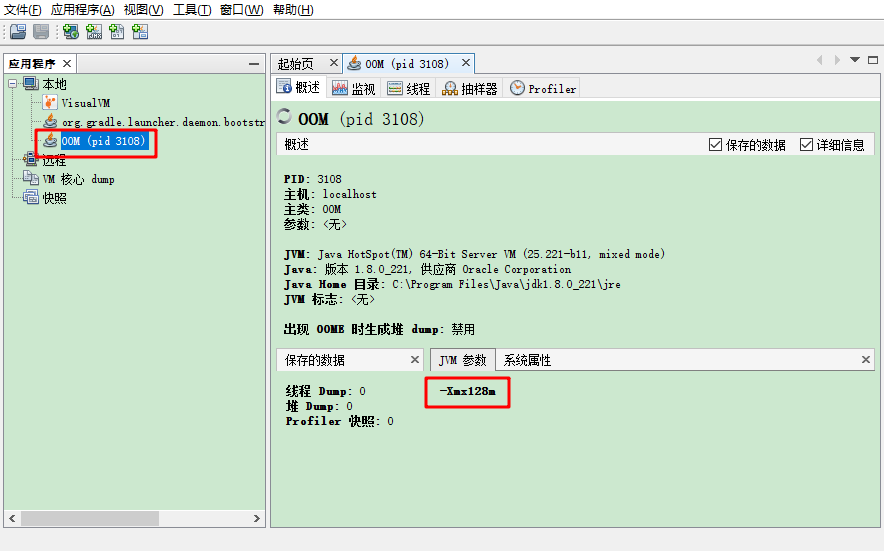 文件(F) 应用程序(A) 视图(V) 工具(T) 窗口(W) 帮助(H)
应用程序
本地
VisualVM
org.gradle.launcher.daemon.bootstr
OOM (pid 3108)
远程
VM 核心 dump
快照
起始页 OOM (pid 3108)
概述 监视 线程 抽样器 Profiler
OOM (pid 3108)
概述 保存的数据 详细信息
PID: 3108
主机: localhost
主类: OOM
参数: <无>
JVM: Java HotSpot(TM) 64-Bit Server VM (25.221-b11, mixed mode)
Java: 版本 1.8.0_221, 供应商 Oracle Corporation
Java Home 目录: C:\Program Files\Java\jdk1.8.0_221\jre
JVM 标志: <无>
出现 OOME 时生成堆 dump: 禁用
保存的数据 JVM 参数 系统属性
线程 Dump: 0
堆 Dump: 0
Profiler 快照: 0
-Xmx128m